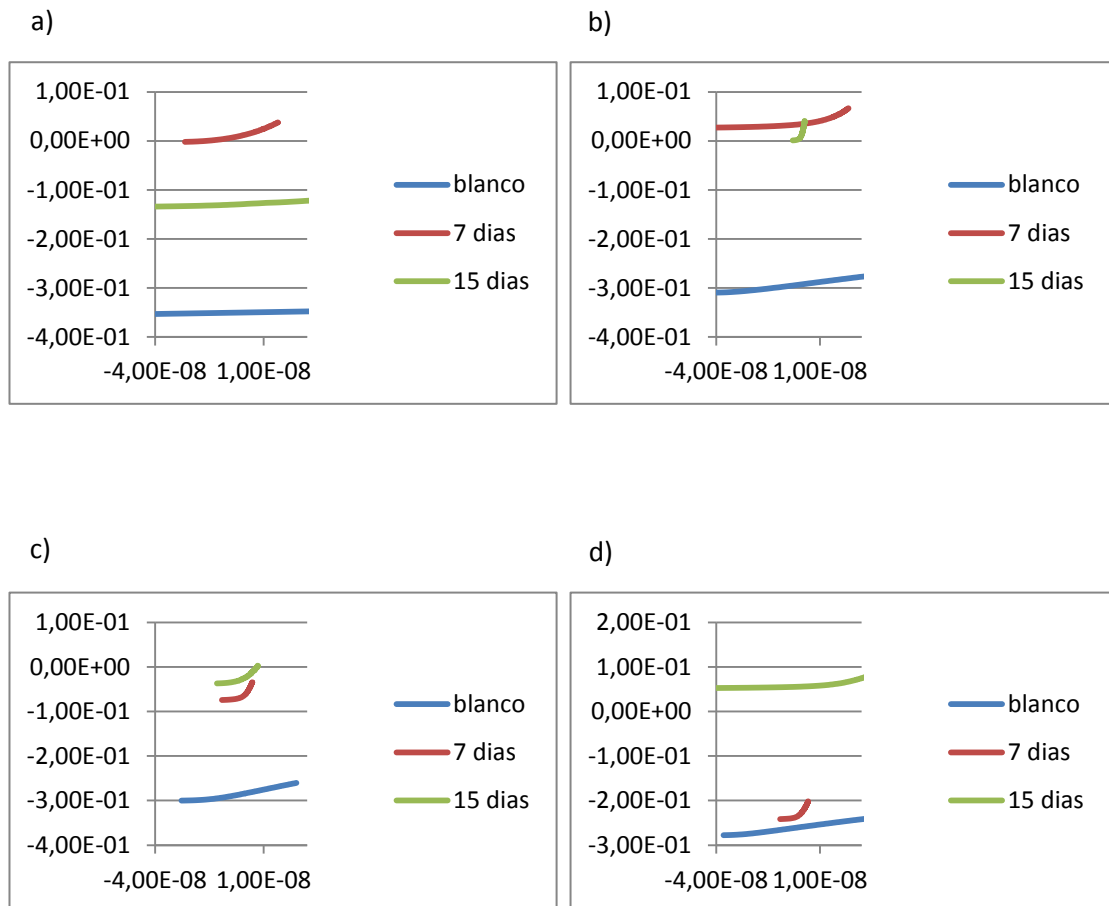 a)
1,00E-01
0,00E+00
-1,00E-01
-2,00E-01
-3,00E-01
-4,00E-01
-4,00E-08 1,00E-08
blanco
7 dias
15 dias
b)
1,00E-01
0,00E+00
-1,00E-01
-2,00E-01
-3,00E-01
-4,00E-01
-4,00E-08 1,00E-08
blanco
7 dias
15 dias
c)
1,00E-01
0,00E+00
-1,00E-01
-2,00E-01
-3,00E-01
-4,00E-01
-4,00E-08 1,00E-08
blanco
7 dias
15 dias
d)
2,00E-01
1,00E-01
0,00E+00
-1,00E-01
-2,00E-01
-3,00E-01
-4,00E-08 1,00E-08
blanco
7 dias
15 dias